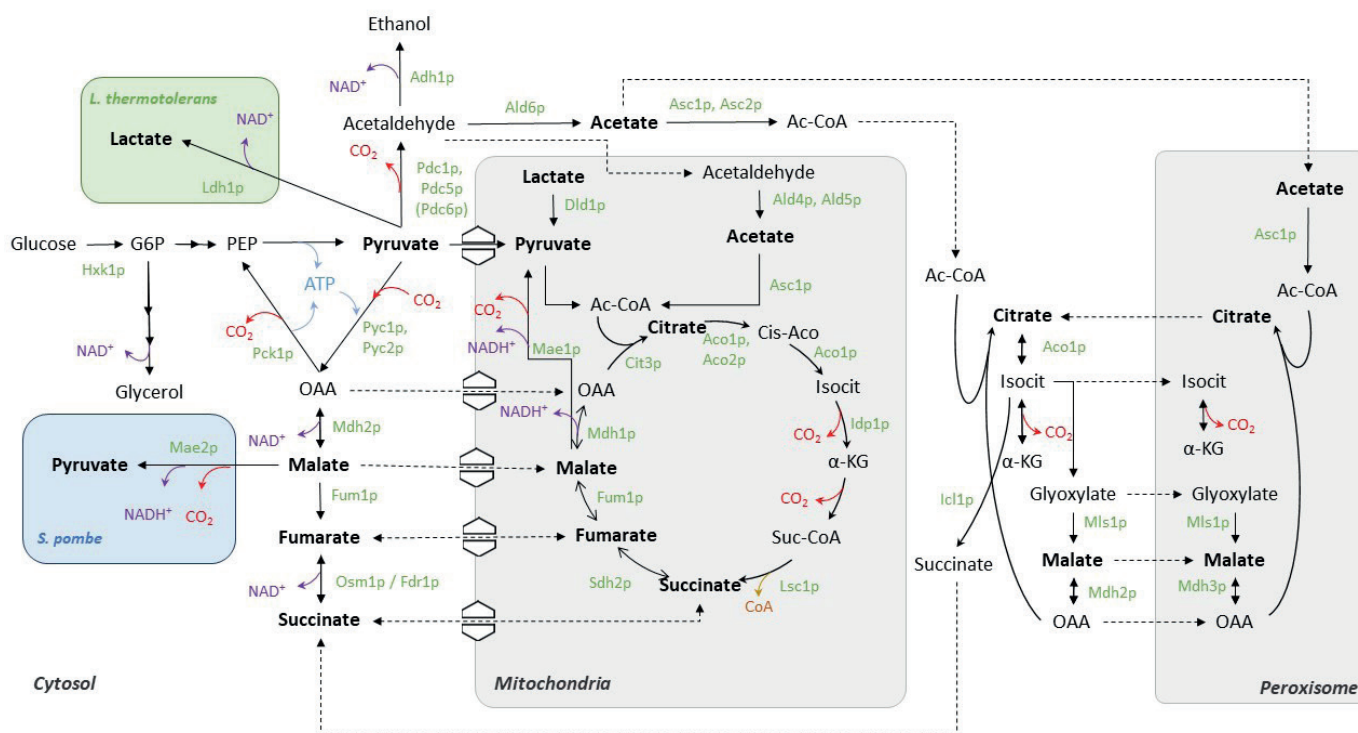 Ethanol
NAD⁺
Adh1p
L. thermotolerans
NAD⁺
Lactate
Ldh1p
Acetaldehyde
Ald6p
Acetate
Asc1p, Asc2p
Ac-CoA
CO₂
Pdc1p,
Pdc5p
(Pdc6p)
Lactate
Dld1p
Acetaldehyde
Ald4p, Ald5p
Acetate
Asc1p
Acetate
Asc1p
Ac-CoA
Glucose
Hxk1p
G6P
PEP
Pyruvate
Pyruvate
ATP
CO₂
CO₂
Pck1p
Pyc1p,
Pyc2p
NAD⁺
Glycerol
OAA
CO₂
NADH⁺
Mae1p
Ac-CoA
Citrate
Cit3p
Aco1p,
Aco2p
Cis-Aco
Aco1p
Isocit
Idp1p
CO₂
α-KG
CO₂
Suc-CoA
Lsc1p
CoA
Succinate
Sdh2p
Fumarate
Fum1p
Malate
Mdh1p
NADH⁺
OAA
NAD⁺
Mdh2p
Malate
Mae2p
Pyruvate
NADH⁺
CO₂
S. pombe
Fum1p
Fumarate
NAD⁺
Osm1p / Fdr1p
Succinate
Ac-CoA
Citrate
Aco1p
Isocit
CO₂
α-KG
Icl1p
Succinate
Glyoxylate
Mls1p
Malate
Mdh2p
OAA
Citrate
Isocit
CO₂
α-KG
Glyoxylate
Mls1p
Malate
Mdh3p
OAA
Cytosol
Mitochondria
Peroxisome